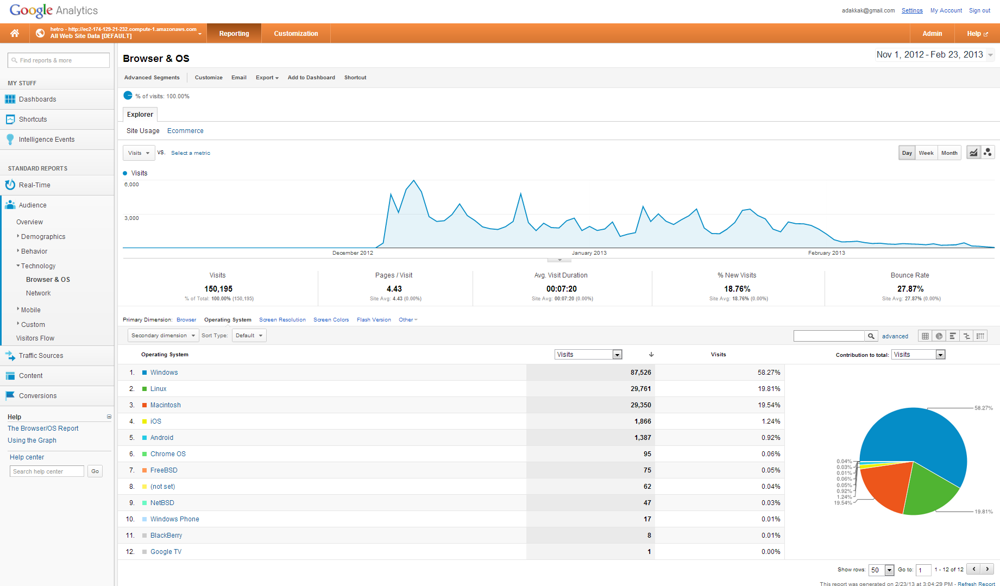 Google Analytics
adakkak@gmail.com Settings My Account Sign out
hetro - http://ec2-174-129-21-232.compute-1.amazonaws.com
All Web Site Data [DEFAULT]
Reporting Customization Admin Help
Find reports & more
MY STUFF
Dashboards
Shortcuts
Intelligence Events
STANDARD REPORTS
Real-Time
Audience
Overview
Demographics
Behavior
Technology
Browser & OS
Network
Mobile
Custom
Visitors Flow
Traffic Sources
Content
Conversions
Help
The Browser/OS Report
Using the Graph
Help center
Search help center Go
Browser & OS
Nov 1, 2012 - Feb 23, 2013
Advanced Segments Customize Email Export Add to Dashboard Shortcut
% of visits: 100.00%
Explorer
Site Usage Ecommerce
Visits VS. Select a metric Day Week Month
Visits
6,000
3,000
December 2012 January 2013 February 2013
Visits Pages / Visit Avg. Visit Duration % New Visits Bounce Rate
150,195 4.43 00:07:20 18.76% 27.87%
% of Total: 100.00% (150,195) Site Avg: 4.43 (0.00%) Site Avg: 00:07:20 (0.00%) Site Avg: 18.76% (0.00%) Site Avg: 27.87% (0.00%)
Primary Dimension: Browser Operating System Screen Resolution Screen Colors Flash Version Other
Secondary dimension Sort Type: Default advanced
Operating System Visits Visits Contribution to total: Visits
1. Windows 87,526 58.27%
2. Linux 29,761 19.81%
3. Macintosh 29,350 19.54%
4. iOS 1,866 1.24%
5. Android 1,387 0.92%
6. Chrome OS 95 0.06%
7. FreeBSD 75 0.05%
8. (not set) 62 0.04%
9. NetBSD 47 0.03%
10. Windows Phone 17 0.01%
11. BlackBerry 8 0.01%
12. Google TV 1 0.00%
58.27%
0.04%
0.03%
0.01%
0.06%
0.05%
0.92%
1.24%
19.54%
19.81%
Show rows: 50 Go to: 1 1 - 12 of 12
This report was generated on 2/23/13 at 3:04:29 PM - Refresh Report